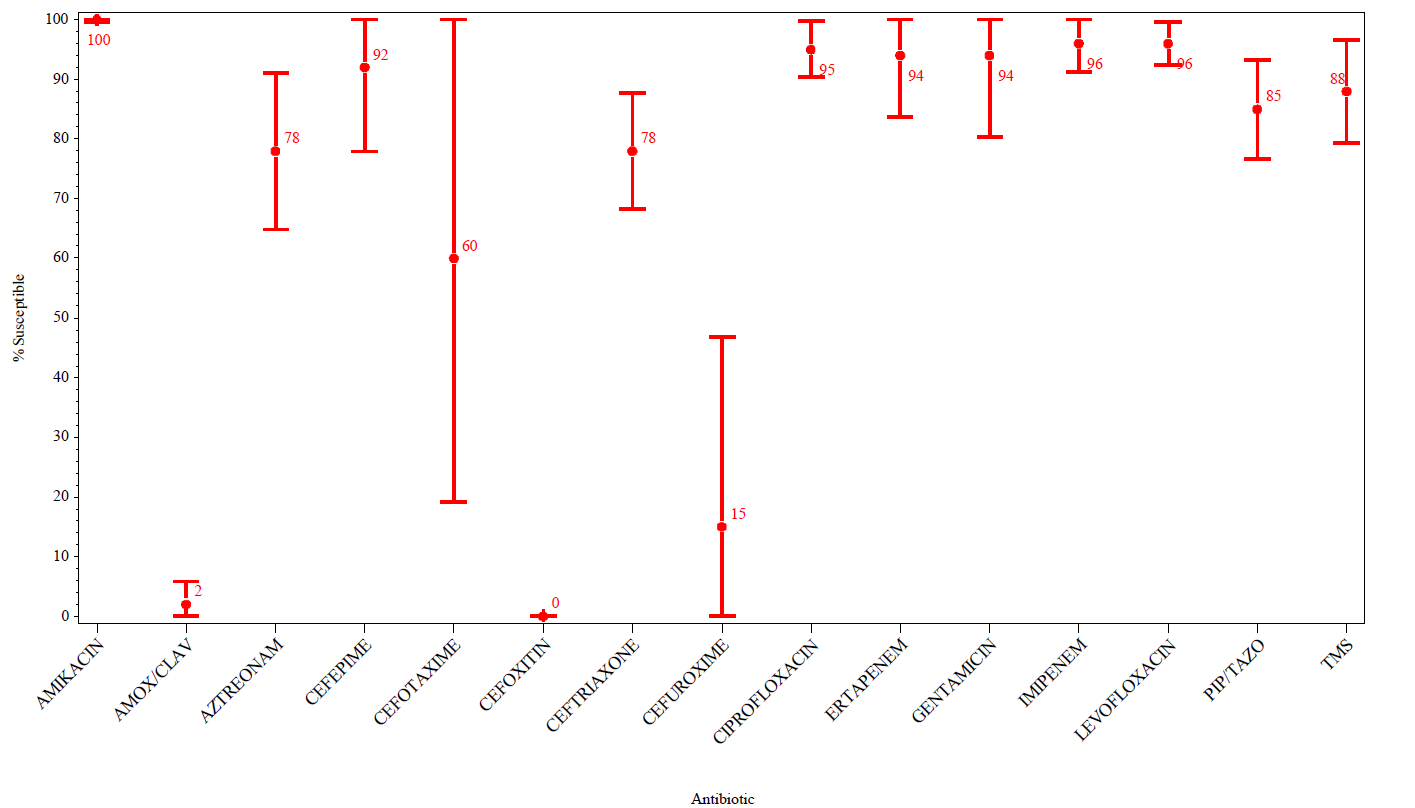 100
90
80
70
60
50
40
30
20
10
0
% Susceptible
100
2
78
92
60
0
78
15
95
94
94
96
96
85
88
AMIKACIN
AMOX/CLAV
AZTREONAM
CEFEPIME
CEFOTAXIME
CEFOXITIN
CEFTRIAXONE
CEFUROXIME
CIPROFLOXACIN
ERTAPENEM
GENTAMICIN
IMIPENEM
LEVOFLOXACIN
PIP/TAZO
TMS
Antibiotic